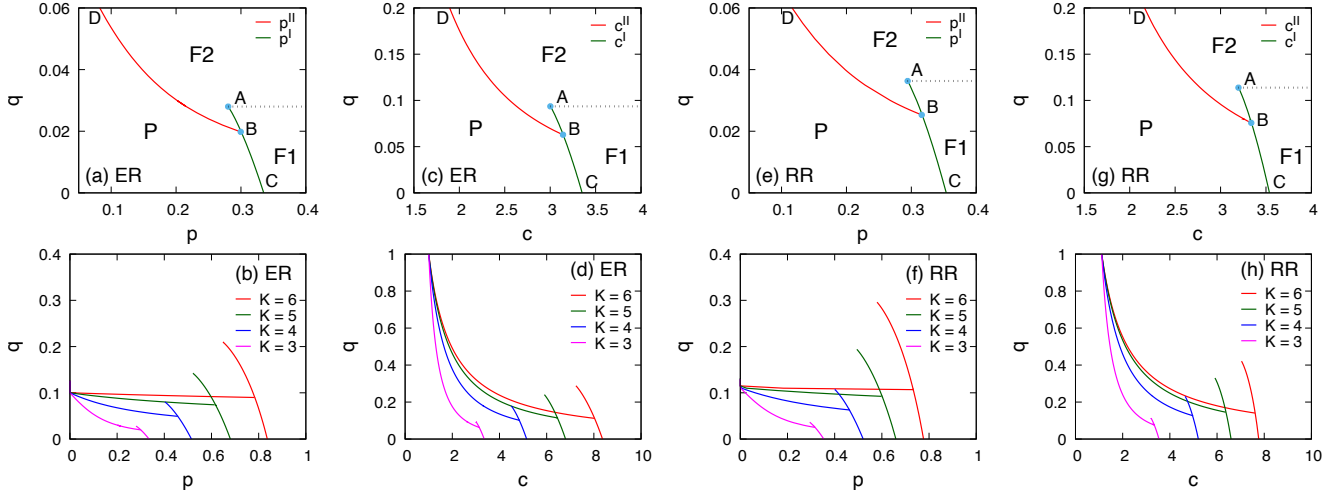 0.06
0.04
0.02
0
q
D
F2
p^II
p^I
A
B
P
F1
C
(a) ER
0.1 0.2 0.3 0.4
p
0.2
0.15
0.1
0.05
0
q
D
F2
c^II
c^I
A
B
P
F1
C
(c) ER
1.5 2 2.5 3 3.5 4
c
0.06
0.04
0.02
0
q
D
F2
p^II
p^I
A
B
P
F1
C
(e) RR
0.1 0.2 0.3 0.4
p
0.2
0.15
0.1
0.05
0
q
D
F2
c^II
c^I
A
B
P
F1
C
(g) RR
1.5 2 2.5 3 3.5 4
c
0.4
0.3
0.2
0.1
0
q
(b) ER
K = 6
K = 5
K = 4
K = 3
0 0.2 0.4 0.6 0.8 1
p
1
0.8
0.6
0.4
0.2
0
q
(d) ER
K = 6
K = 5
K = 4
K = 3
0 2 4 6 8 10
c
0.4
0.3
0.2
0.1
0
q
(f) RR
K = 6
K = 5
K = 4
K = 3
0 0.2 0.4 0.6 0.8 1
p
1
0.8
0.6
0.4
0.2
0
q
(h) RR
K = 6
K = 5
K = 4
K = 3
0 2 4 6 8 10
c